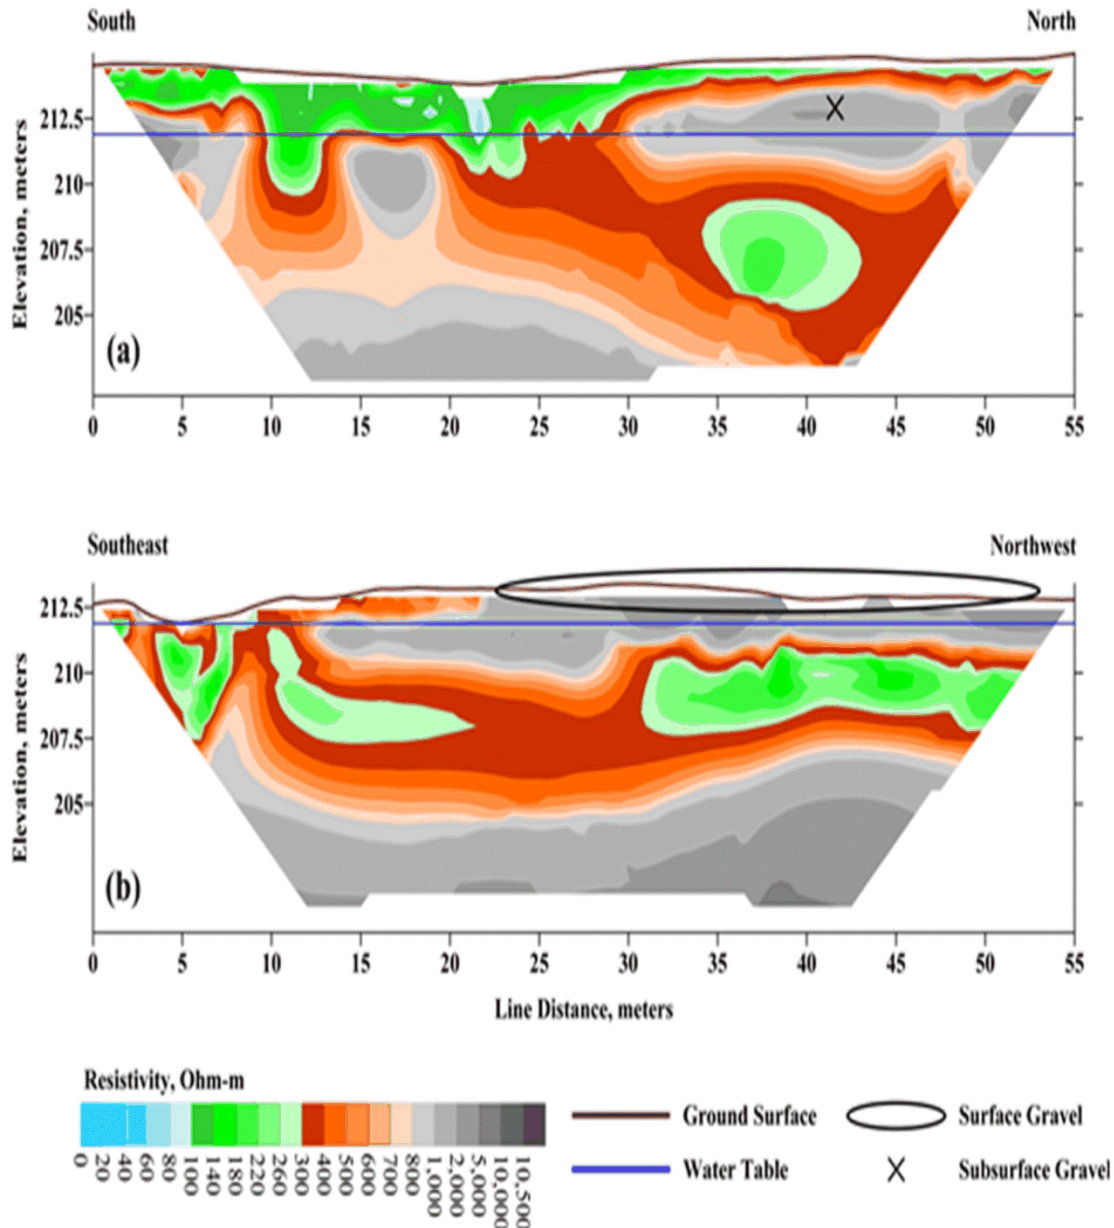 South North
Elevation, meters
212.5
210
207.5
205
(a)
0 5 10 15 20 25 30 35 40 45 50 55
Southeast Northwest
Elevation, meters
212.5
210
207.5
205
(b)
0 5 10 15 20 25 30 35 40 45 50 55
Line Distance, meters
Resistivity, Ohm-m
0 20 40 60 80 100 140 180 220 260 300 400 500 600 700 800 1,000 2,000 5,000 10,000 10,500
Ground Surface
Surface Gravel
Water Table
Subsurface Gravel